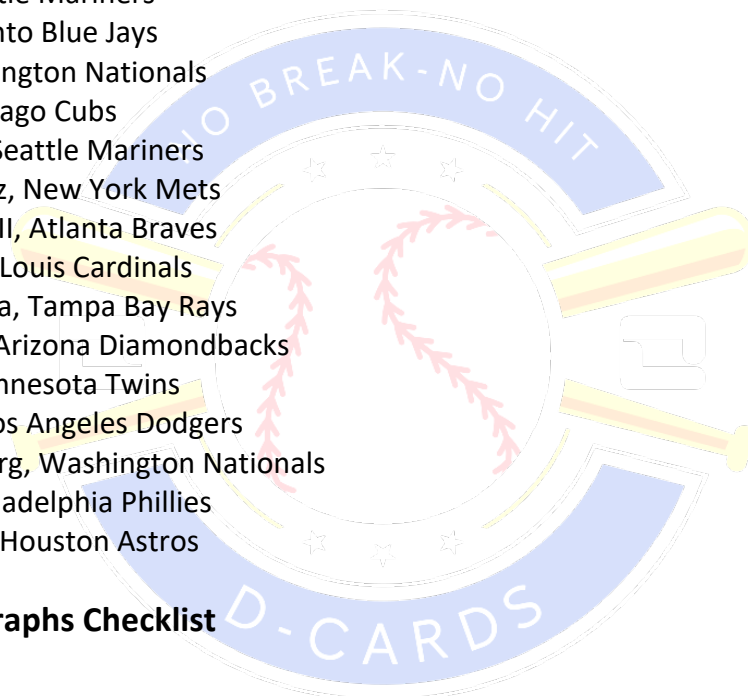 tle Mariners
nto Blue Jays
ington Nationals
ago Cubs
Seattle Mariners
z, New York Mets
II, Atlanta Braves
Louis Cardinals
a, Tampa Bay Rays
Arizona Diamondbacks
nnesota Twins
os Angeles Dodgers
rg, Washington Nationals
adelphia Phillies
Houston Astros
raphs Checklist
NO BREAK-NO HIT
D-CARDS